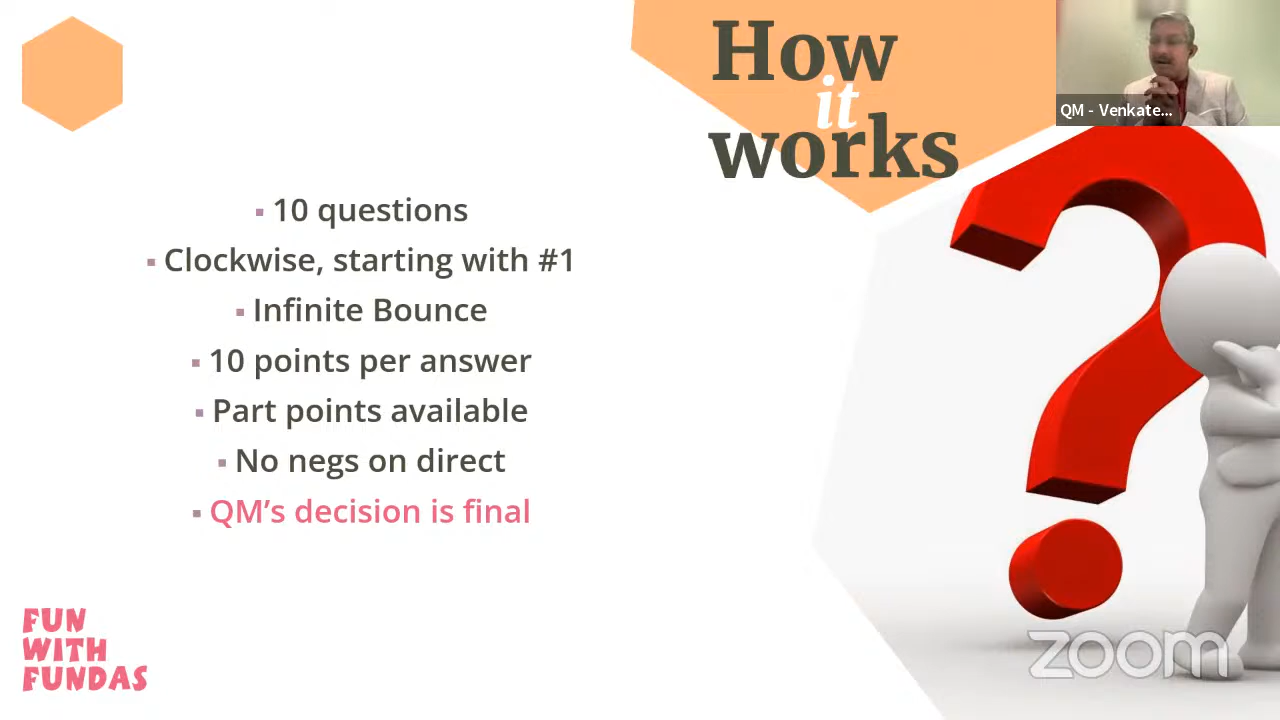 How
it
works
QM - Venkate...
▪ 10 questions
▪ Clockwise, starting with #1
▪ Infinite Bounce
▪ 10 points per answer
▪ Part points available
▪ No negs on direct
▪ QM’s decision is final
FUN
WITH
FUNDAS
zoom